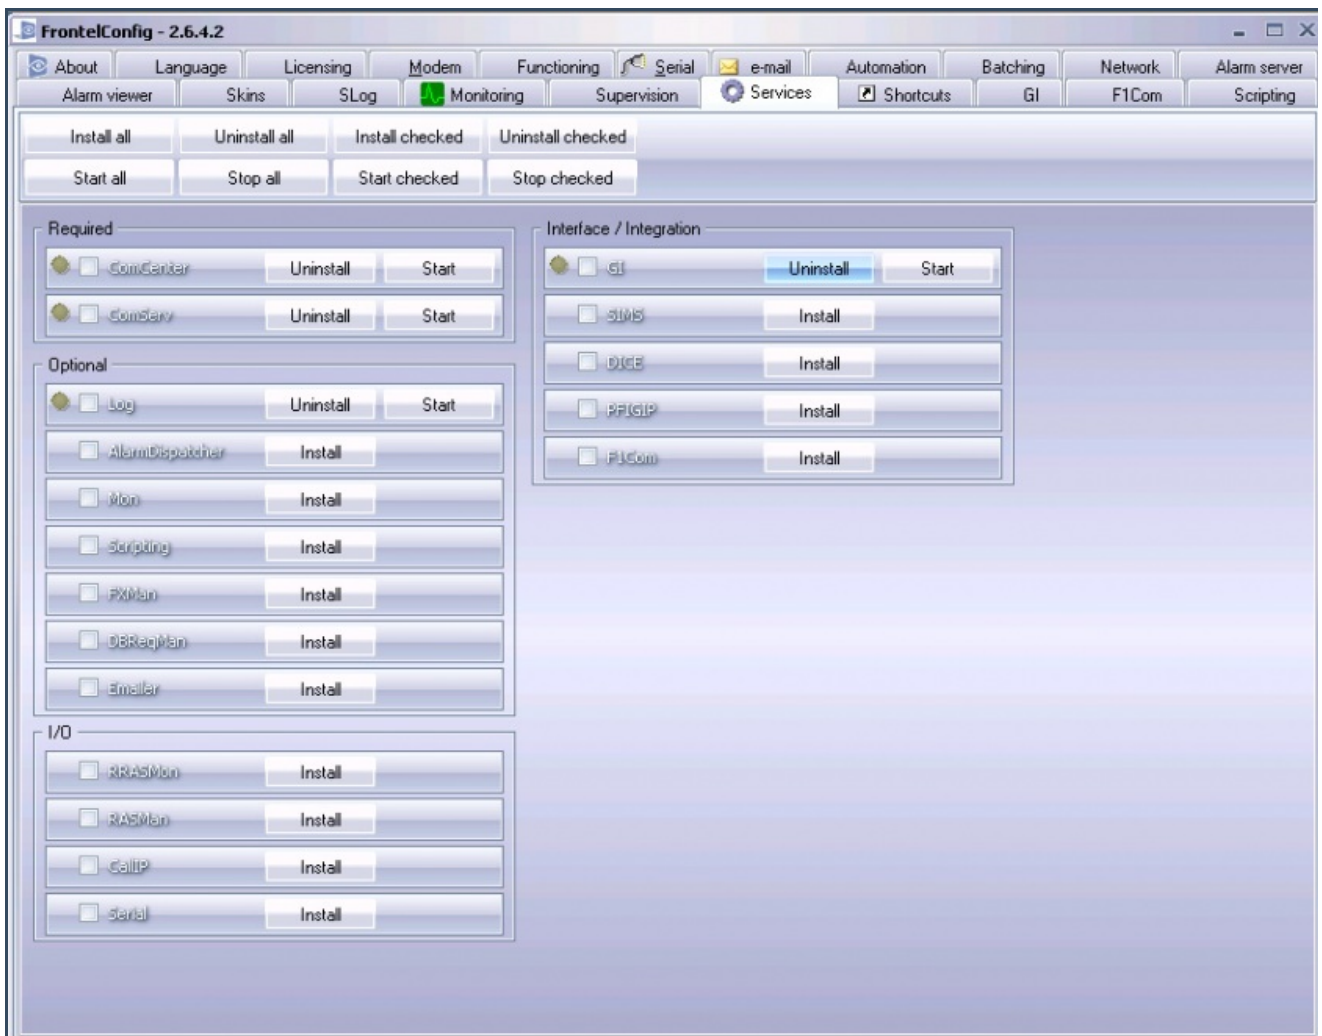 FrontelConfig - 2.6.4.2
About Language Licensing Modem Functioning Serial e-mail Automation Batching Network Alarm server
Alarm viewer Skins SLog Monitoring Supervision Services Shortcuts GI F1Com Scripting
Install all Uninstall all Install checked Uninstall checked
Start all Stop all Start checked Stop checked
Required
ComCenter Uninstall Start
ComServ Uninstall Start
Optional
Log Uninstall Start
AlarmDispatcher Install
Mon Install
Scripting Install
PXMan Install
DBReqMan Install
Emailer Install
I/O
RRASMon Install
RASMan Install
CallIP Install
Serial Install
Interface / Integration
GI Uninstall Start
SIMS Install
DICE Install
PFIGIP Install
F1Com Install